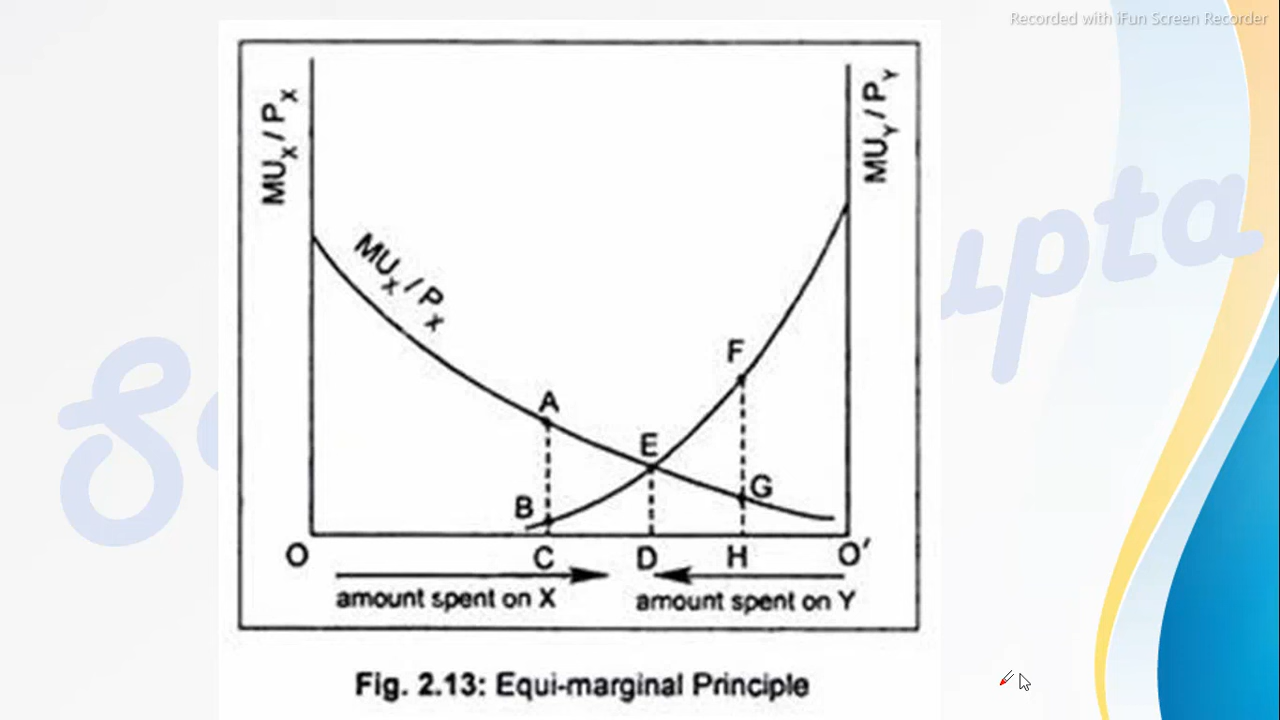 Recorded with iFun Screen Recorder
MUX / PX
MUY / PY
MUX / PX
A
F
E
B
G
O
C
D
H
O′
amount spent on X
amount spent on Y
Fig. 2.13: Equi-marginal Principle
upta